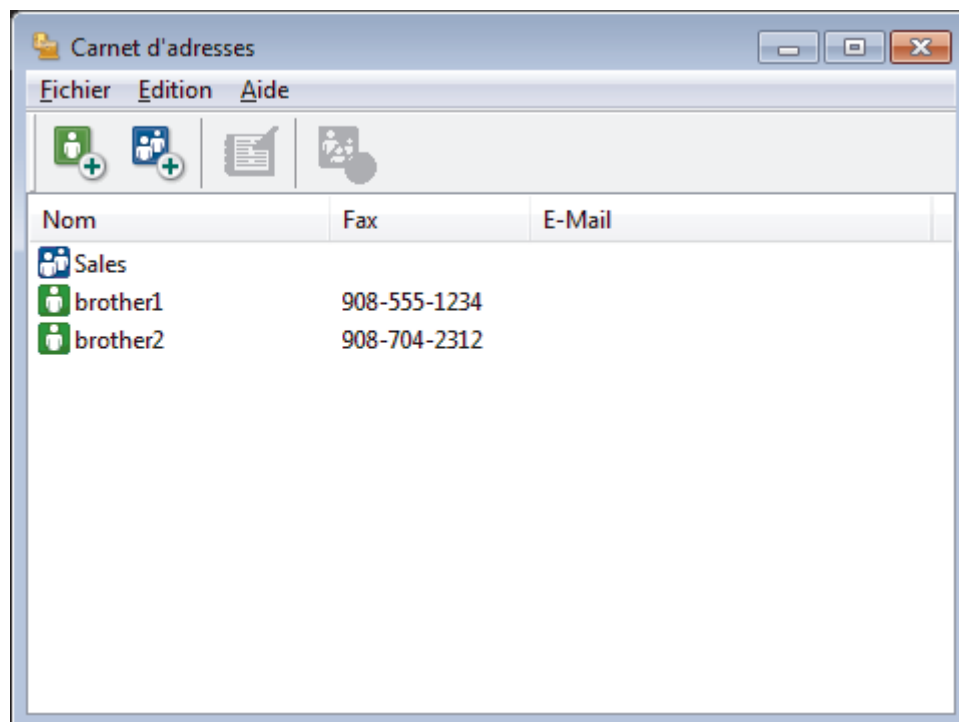 Carnet d'adresses
Fichier Edition Aide
Nom Fax E-Mail
Sales
brother1 908-555-1234
brother2 908-704-2312